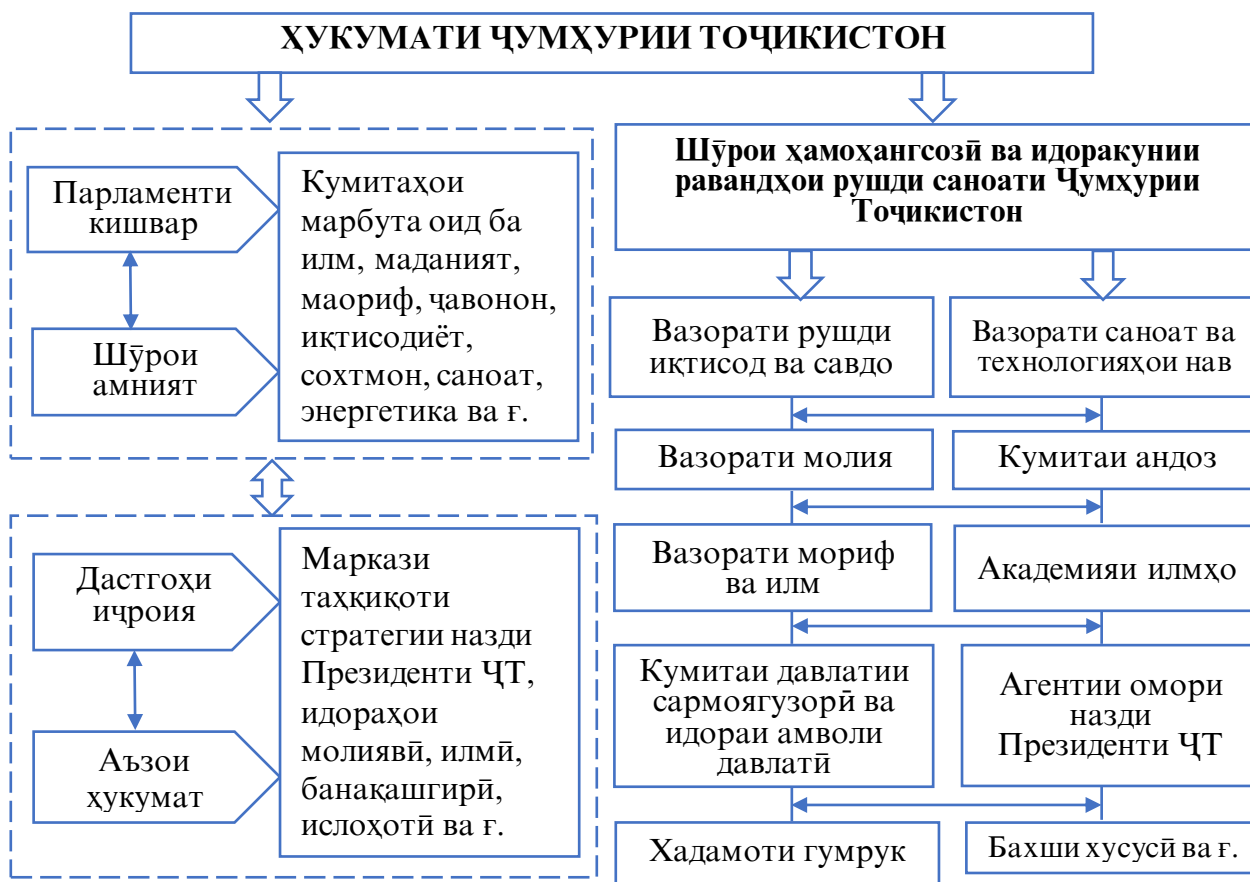 ҲУКУМАТИ ҶУМҲУРИИ ТОҶИКИСТОН
Парламенти
кишвар
Шӯрои
амният
Кумитаҳои
марбута оид ба
илм, маданият,
маориф, ҷавонон,
иқтисодиёт,
сохтмон, саноат,
энергетика ва ғ.
Дастгоҳи
иҷроия
Аъзои
ҳукумат
Маркази
таҳқиқоти
стратегии назди
Президенти ҶТ,
идораҳои
молиявӣ, илмӣ,
банақашгирӣ,
ислоҳотӣ ва ғ.
Шӯрои ҳамоҳангсозӣ ва идоракунии
равандҳои рушди саноати Ҷумҳурии
Тоҷикистон
Вазорати рушди
иқтисод ва савдо
Вазорати саноат ва
технологияҳои нав
Вазорати молия
Кумитаи андоз
Вазорати мориф
ва илм
Академияи илмҳо
Кумитаи давлатии
сармоягузорӣ ва
идораи амволи
давлатӣ
Агентии омори
назди
Президенти ҶТ
Хадамоти гумрук
Бахши хусусӣ ва ғ.